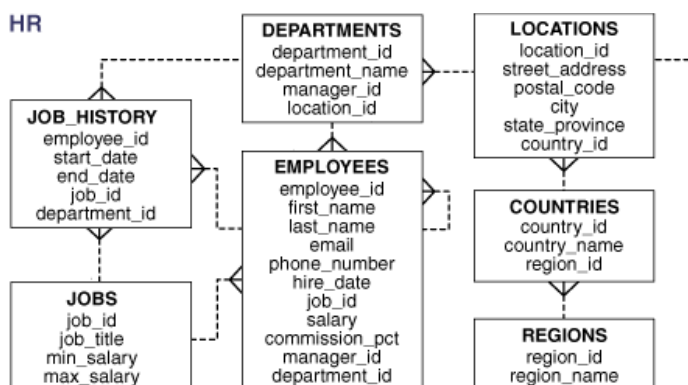 HR
DEPARTMENTS
department_id
department_name
manager_id
location_id
LOCATIONS
location_id
street_address
postal_code
city
state_province
country_id
JOB_HISTORY
employee_id
start_date
end_date
job_id
department_id
EMPLOYEES
employee_id
first_name
last_name
email
phone_number
hire_date
job_id
salary
commission_pct
manager_id
department_id
COUNTRIES
country_id
country_name
region_id
JOBS
job_id
job_title
min_salary
max_salary
REGIONS
region_id
region_name